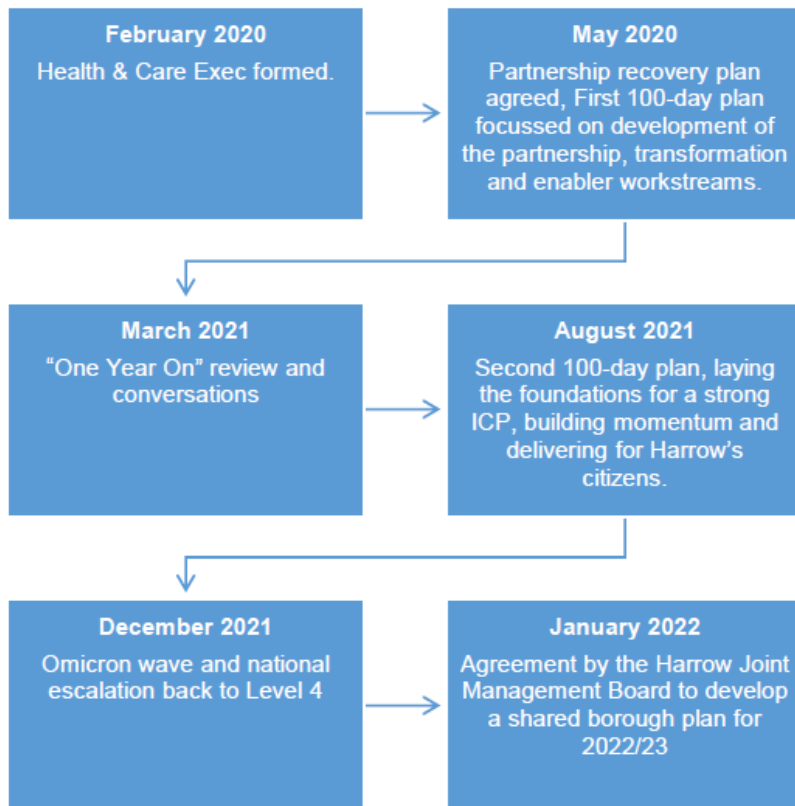 February 2020
Health & Care Exec formed.
May 2020
Partnership recovery plan
agreed, First 100-day plan
focussed on development of
the partnership, transformation
and enabler workstreams.
March 2021
“One Year On” review and
conversations
August 2021
Second 100-day plan, laying
the foundations for a strong
ICP, building momentum and
delivering for Harrow’s
citizens.
December 2021
Omicron wave and national
escalation back to Level 4
January 2022
Agreement by the Harrow Joint
Management Board to develop
a shared borough plan for
2022/23